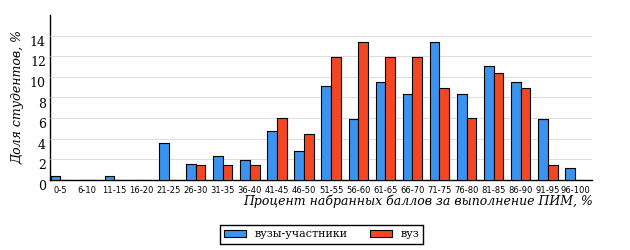 Доля студентов, %
14
12
10
8
6
4
2
0
0-5 6-10 11-15 16-20 21-25 26-30 31-35 36-40 41-45 46-50 51-55 56-60 61-65 66-70 71-75 76-80 81-85 86-90 91-95 96-100
Процент набранных баллов за выполнение ПИМ, %
вузы-участники вуз